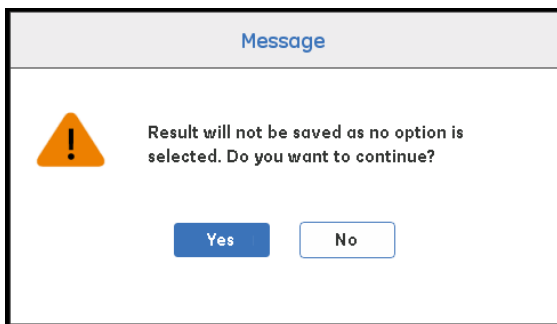 Message
Result will not be saved as no option is
selected. Do you want to continue?
Yes
No